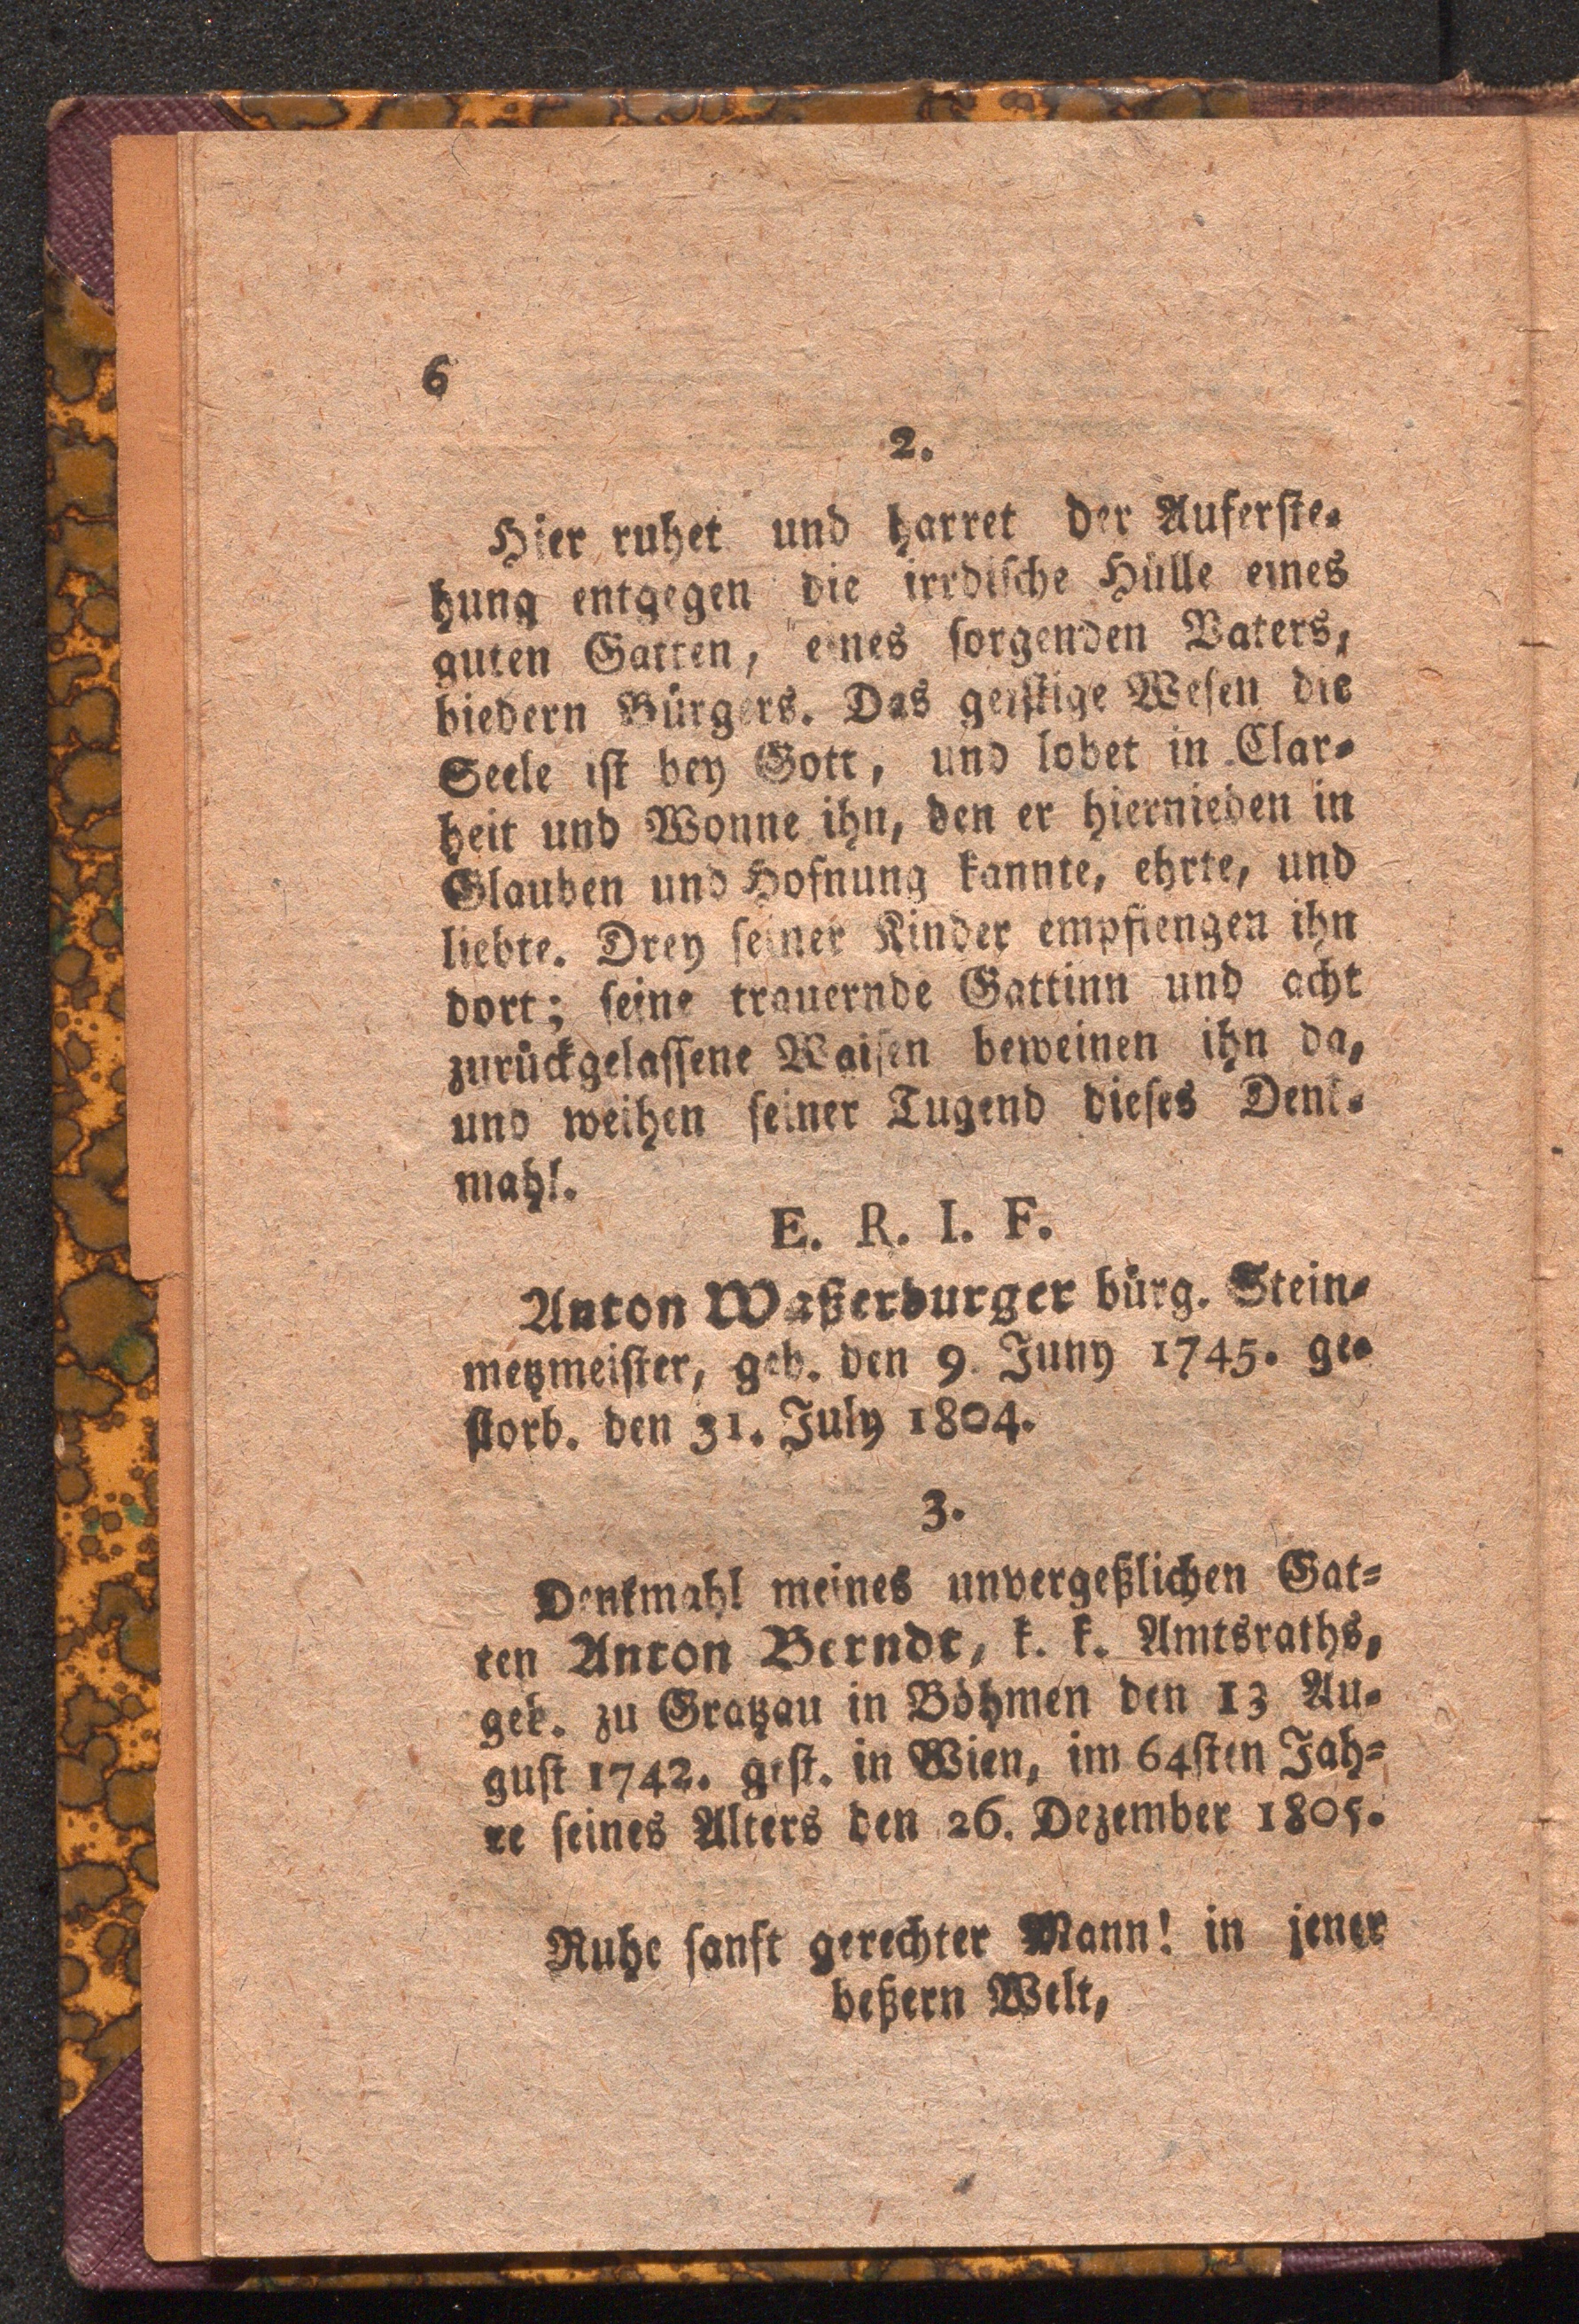 6
2.
Hier ruhet und harret der Auferste-
hung entgegen die irrdische Hülle eines
guten Gatten, eines sorgenden Vaters,
biedern Bürgers. Das geistige Wesen die
Seele ist bey Gott, und lobet in Clar-
heit und Wonne ihn, den er hiernieden in
Glauben und Hofnung kannte, ehrte, und
liebte. Drey seiner Kinder empfiengen ihn
dort; seine trauernde Gattinn und acht
zurückgelassene Waisen beweinen ihn da,
und weihen seiner Tugend dieses Denk-
mahl.
E. R. I. F.
Anton Waßerburger bürg. Stein-
metzmeister, geb. den 9. Juny 1745. ge-
storb. den 31. July 1804.
3.
Denkmahl meines unvergeßlichen Gat-
ten Anton Berndt, k. k. Amtsraths,
geb. zu Gratzau in Böhmen den 13 Au-
gust 1742. gest. in Wien, im 64sten Jah-
re seines Alters den 26. Dezember 1805.
Ruhe sanft gerechter Mann! in jener
beßern Welt,